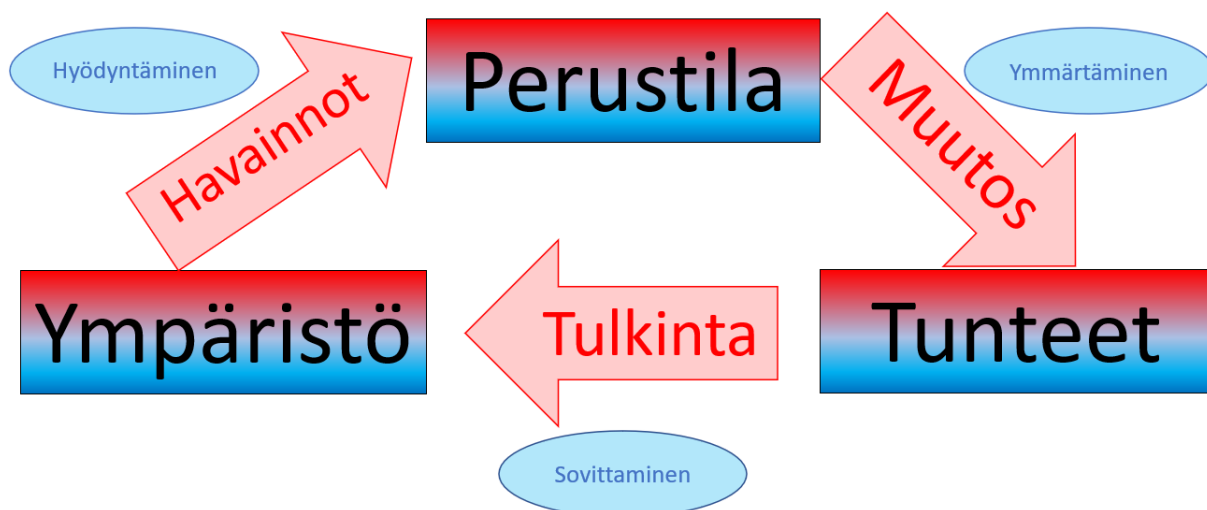 Hyödyntäminen
Perustila
Ymmärtäminen
Havainnot
Muutos
Ympäristö
Tulkinta
Tunteet
Sovittaminen